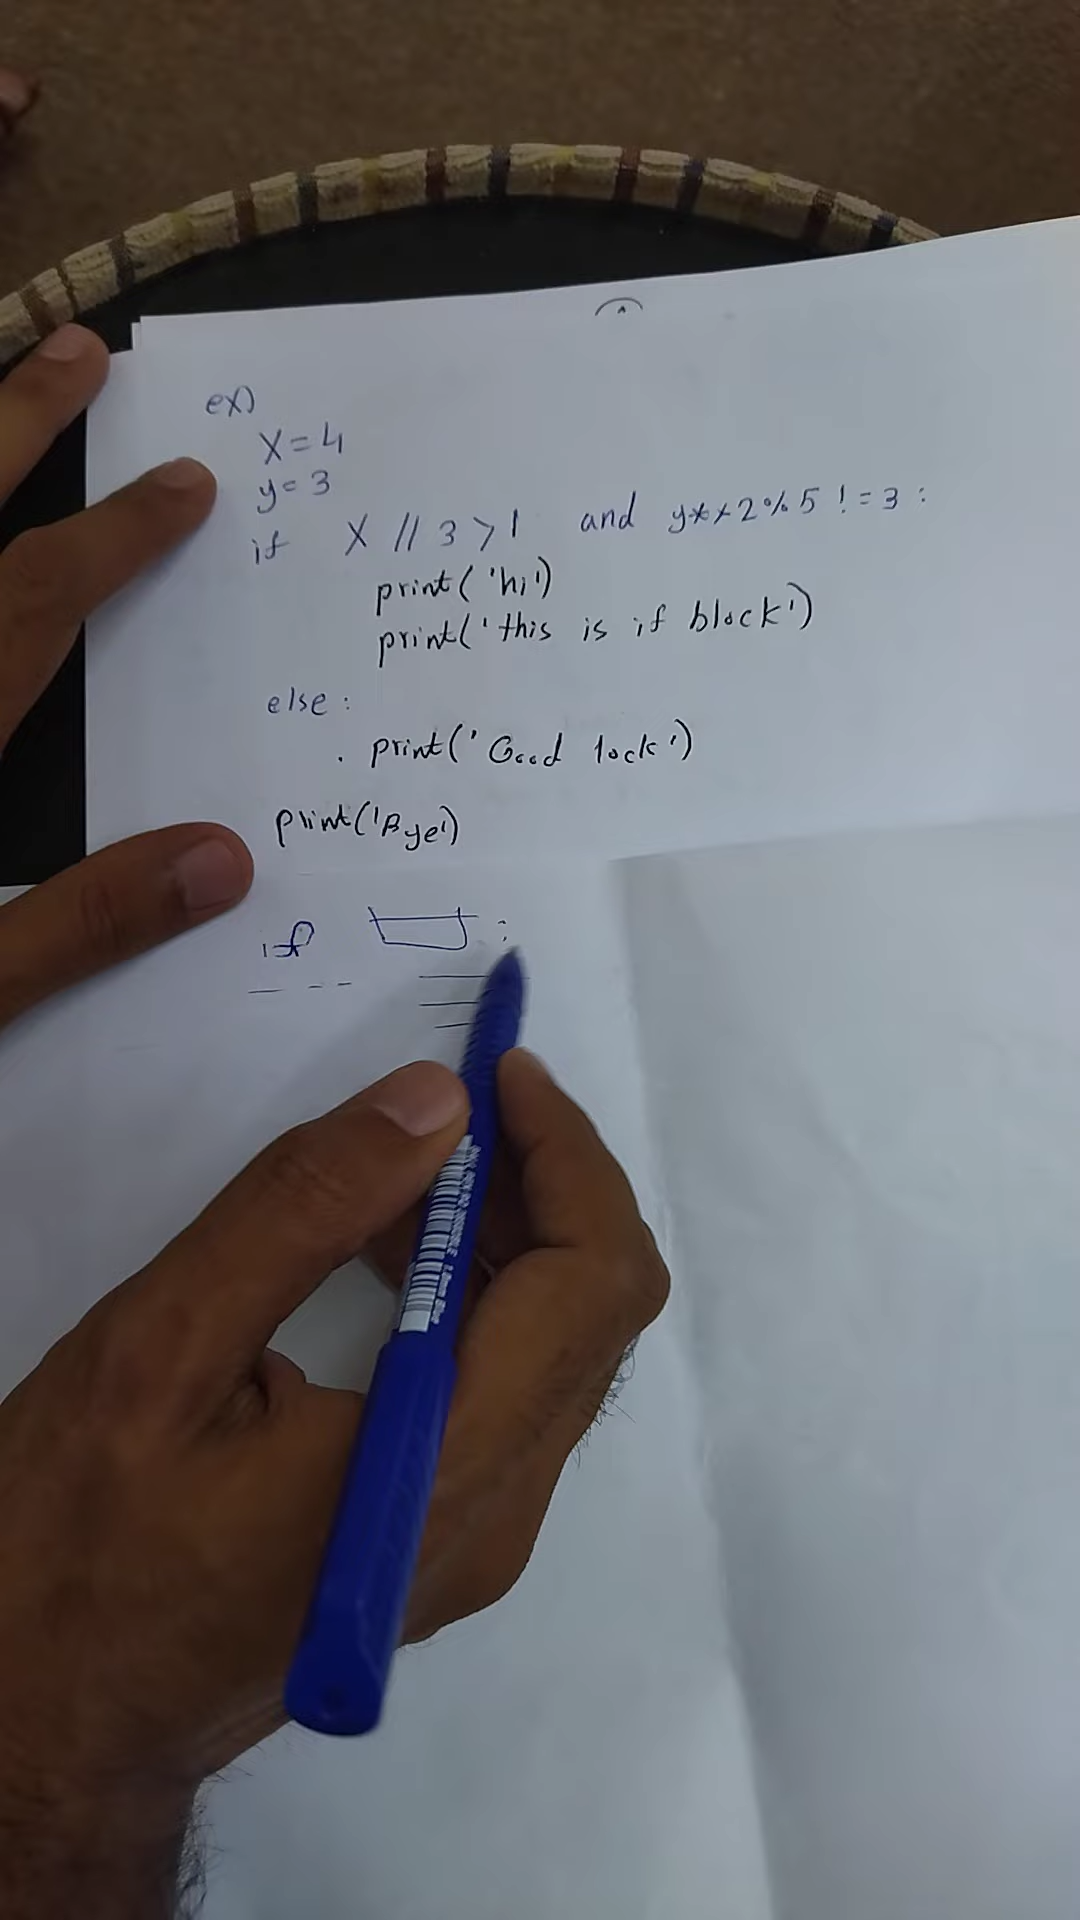 ex)
X=4
y=3
if X // 3 > 1 and y**2%5!=3:
print('hi')
print('this is if block')
else:
print('Good lock')
print('Bye')
if :